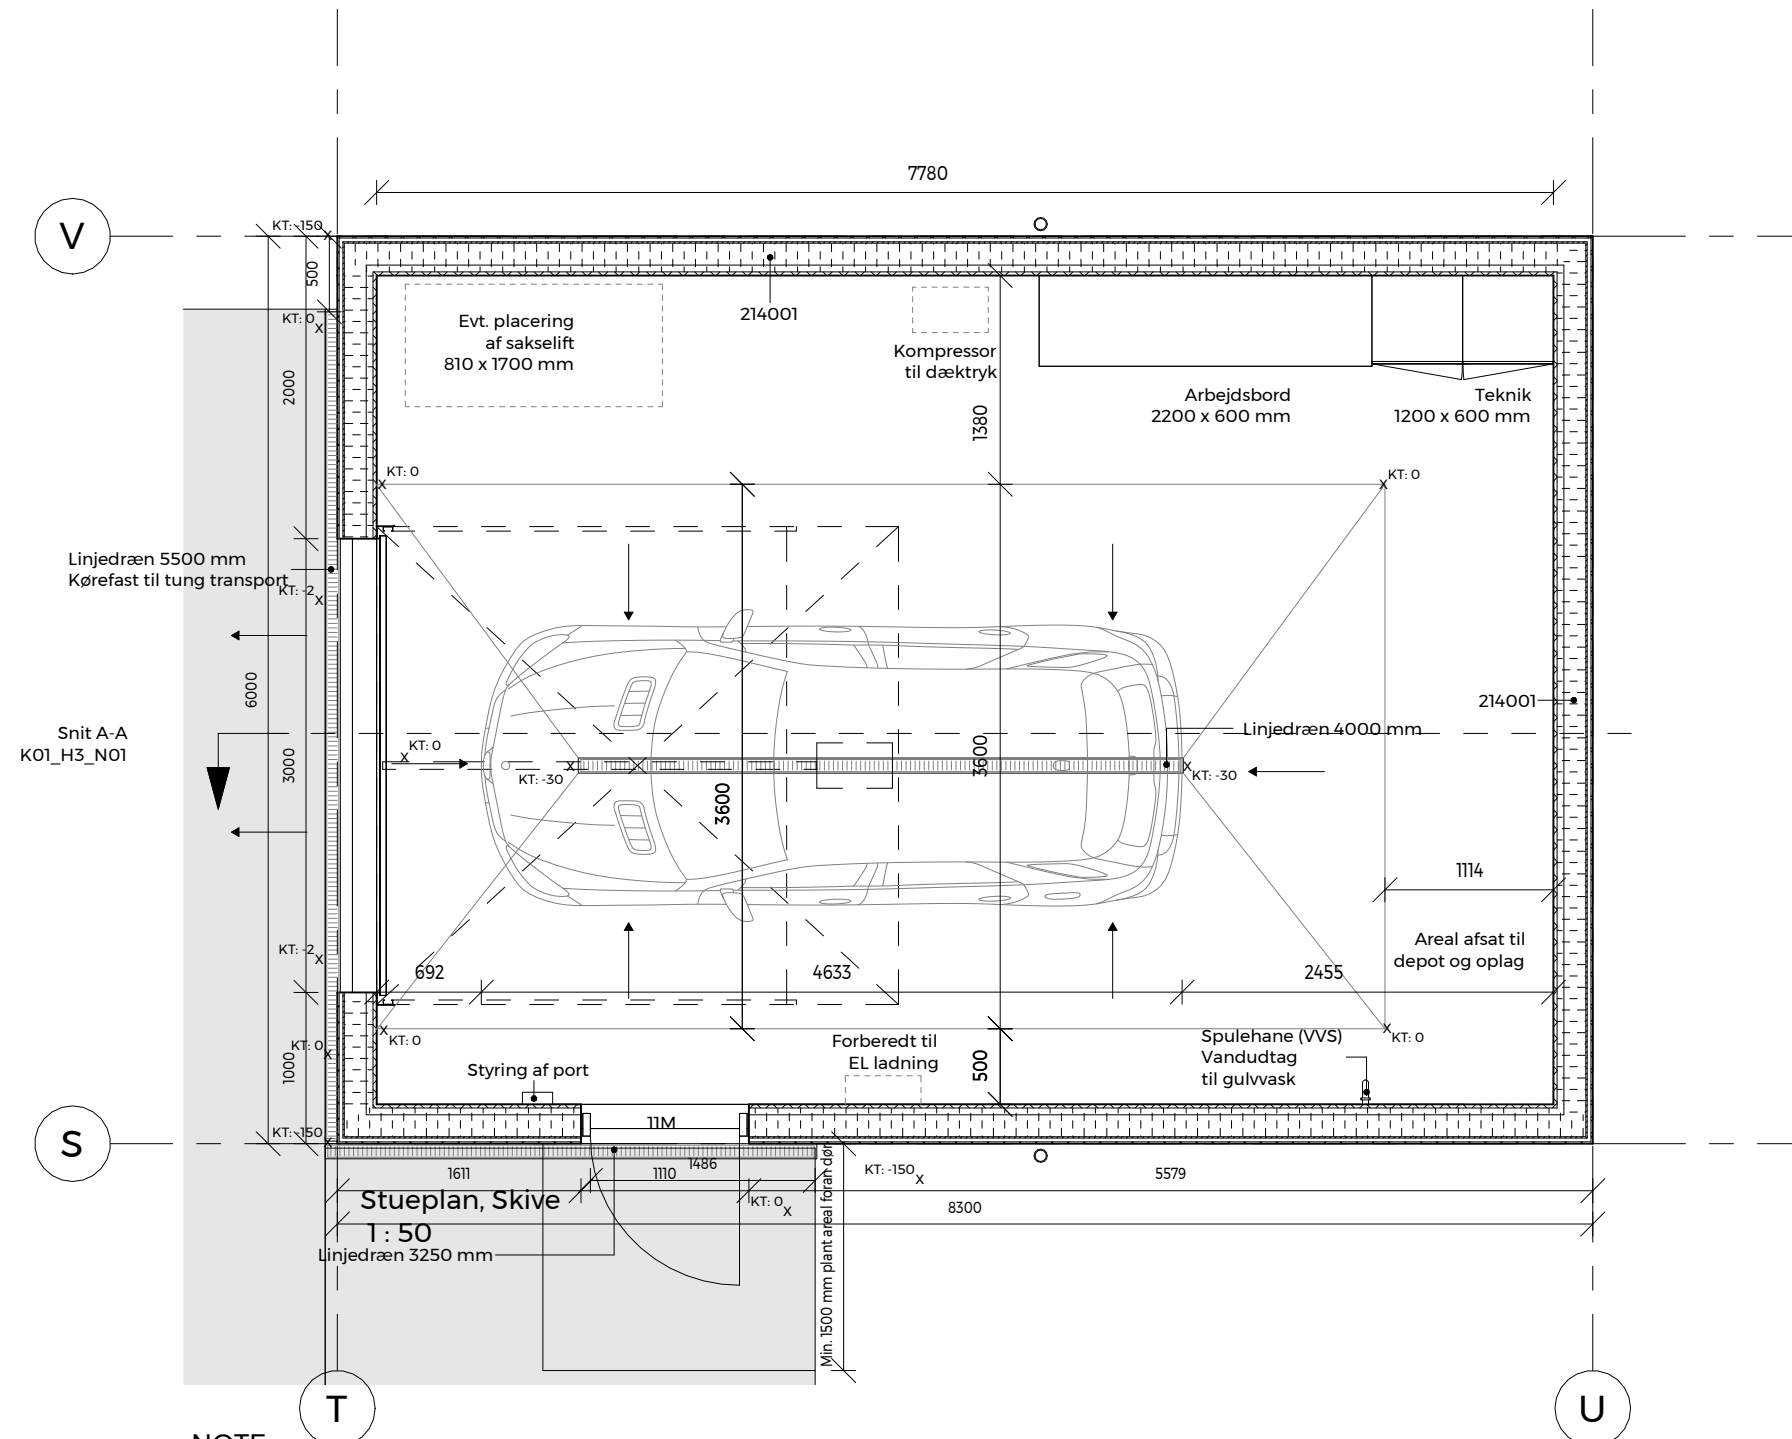 7780
V
KT: -150
500
KT: 0
Evt. placering
af sakselift
810 x 1700 mm
214001
Kompressor
til dæktryk
Arbejdsbord
2200 x 600 mm
Teknik
1200 x 600 mm
2000
1380
KT: 0
KT: 0
Linjedræn 5500 mm
Kørefast til tung transport
KT: -2
6000
214001
Snit A-A
K01_H3_N01
Linjedræn 4000 mm
KT: 0
3000
KT: -30
3600
3600
KT: -30
1114
KT: -2
692
4633
2455
Areal afsat til
depot og oplag
KT: 0
1000
KT: 0
Styring af port
Forberedt til
EL ladning
500
Spulehane (VVS)
Vandudtag
til gulvvask
KT: 0
S
KT: -150
11M
1611
1486
1110
KT: -150
5579
KT: 0
Stueplan, Skive
1 : 50
8300
Linjedræn 3250 mm
Min. 1500 mm plant areal foran dør
T
U
NOTE